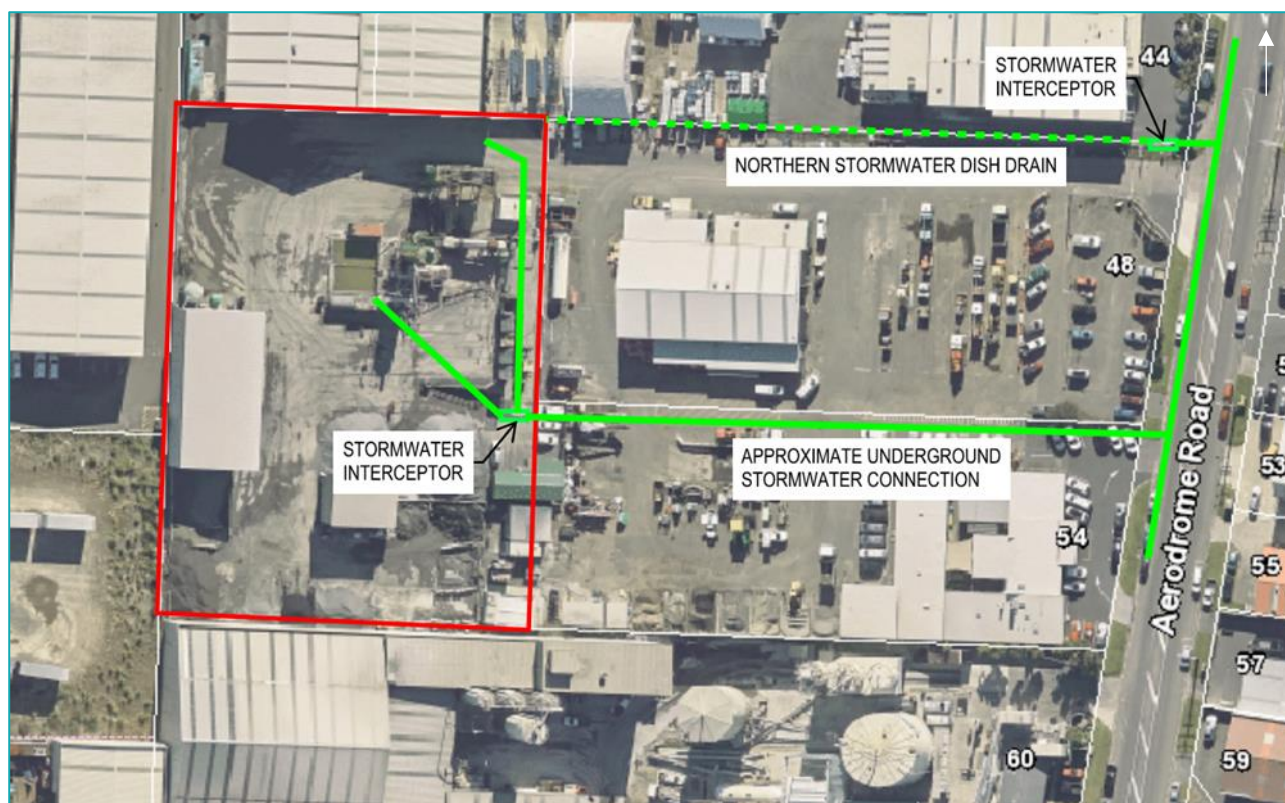 STORMWATER
INTERCEPTOR
44
NORTHERN STORMWATER DISH DRAIN
48
STORMWATER
INTERCEPTOR
APPROXIMATE UNDERGROUND
STORMWATER CONNECTION
Aerodrome Road
53
54
55
57
60
59